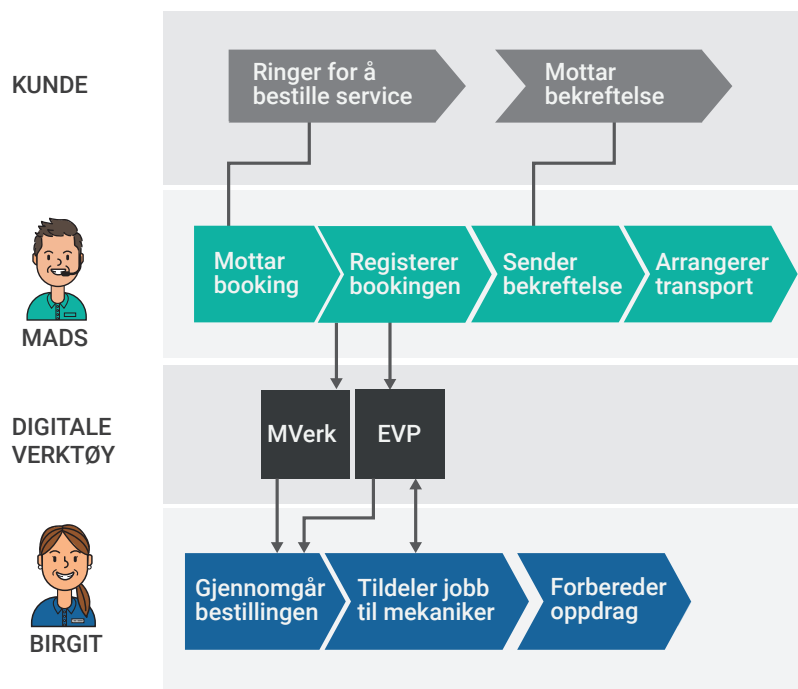 KUNDE
Ringer for å
bestille service
Mottar
bekreftelse
MADS
Mottar
booking
Registerer
bookingen
Sender
bekreftelse
Arrangerer
transport
DIGITALE
VERKTØY
MVerk
EVP
BIRGIT
Gjennomgår
bestillingen
Tildeler jobb
til mekaniker
Forbereder
oppdrag